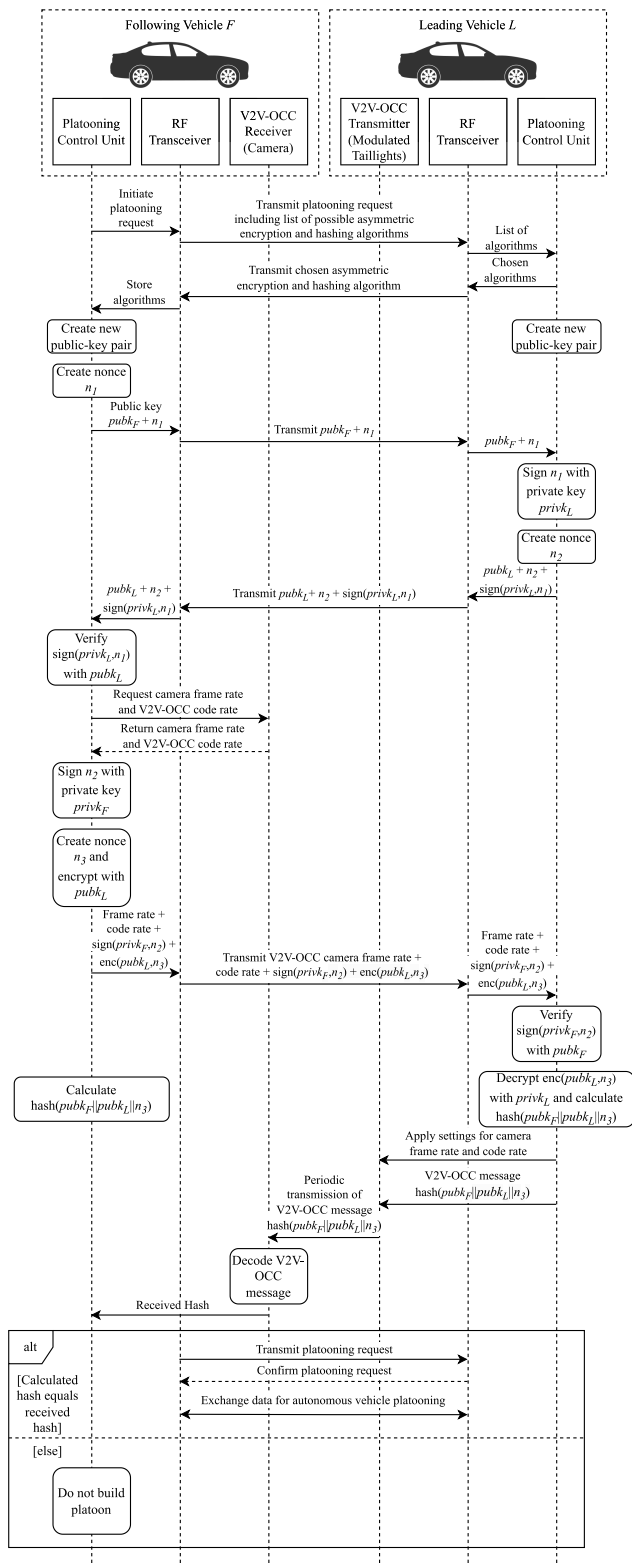 Following Vehicle F
Leading Vehicle L
Platooning
Control Unit
RF
Transceiver
V2V-OCC
Receiver
(Camera)
V2V-OCC
Transmitter
(Modulated
Taillights)
RF
Transceiver
Platooning
Control Unit
Initiate
platooning
request
Transmit platooning request
including list of possible asymmetric
encryption and hashing algorithms
List of
algorithms
Chosen
algorithms
Transmit chosen asymmetric
encryption and hashing algorithm
Store
algorithms
Create new
public-key pair
Create new
public-key pair
Create nonce
n1
Public key
pubkF + n1
Transmit pubkF + n1
pubkF + n1
Sign n1 with
private key
privkL
Create nonce
n2
pubkL + n2 +
sign(privkL,n1)
Transmit pubkL+ n2 + sign(privkL,n1)
pubkL + n2 +
sign(privkL,n1)
Verify
sign(privkL,n1)
with pubkL
Request camera frame rate
and V2V-OCC code rate
Return camera frame rate
and V2V-OCC code rate
Sign n2 with
private key
privkF
Create nonce
n3 and
encrypt with
pubkL
Frame rate +
code rate +
sign(privkF,n2) +
enc(pubkL,n3)
Transmit V2V-OCC camera frame rate +
code rate + sign(privkF,n2) + enc(pubkL,n3)
Frame rate +
code rate +
sign(privkF,n2) +
enc(pubkL,n3)
Verify
sign(privkF,n2)
with pubkF
Calculate
hash(pubkF||pubkL||n3)
Decrypt enc(pubkL,n3)
with privkL and calculate
hash(pubkF||pubkL||n3)
Apply settings for camera
frame rate and code rate
V2V-OCC message
hash(pubkF||pubkL||n3)
Periodic
transmission of
V2V-OCC message
hash(pubkF||pubkL||n3)
Decode V2V-
OCC
message
Received Hash
alt
Transmit platooning request
Confirm platooning request
[Calculated
hash equals
received
hash]
Exchange data for autonomous vehicle platooning
[else]
Do not build
platoon